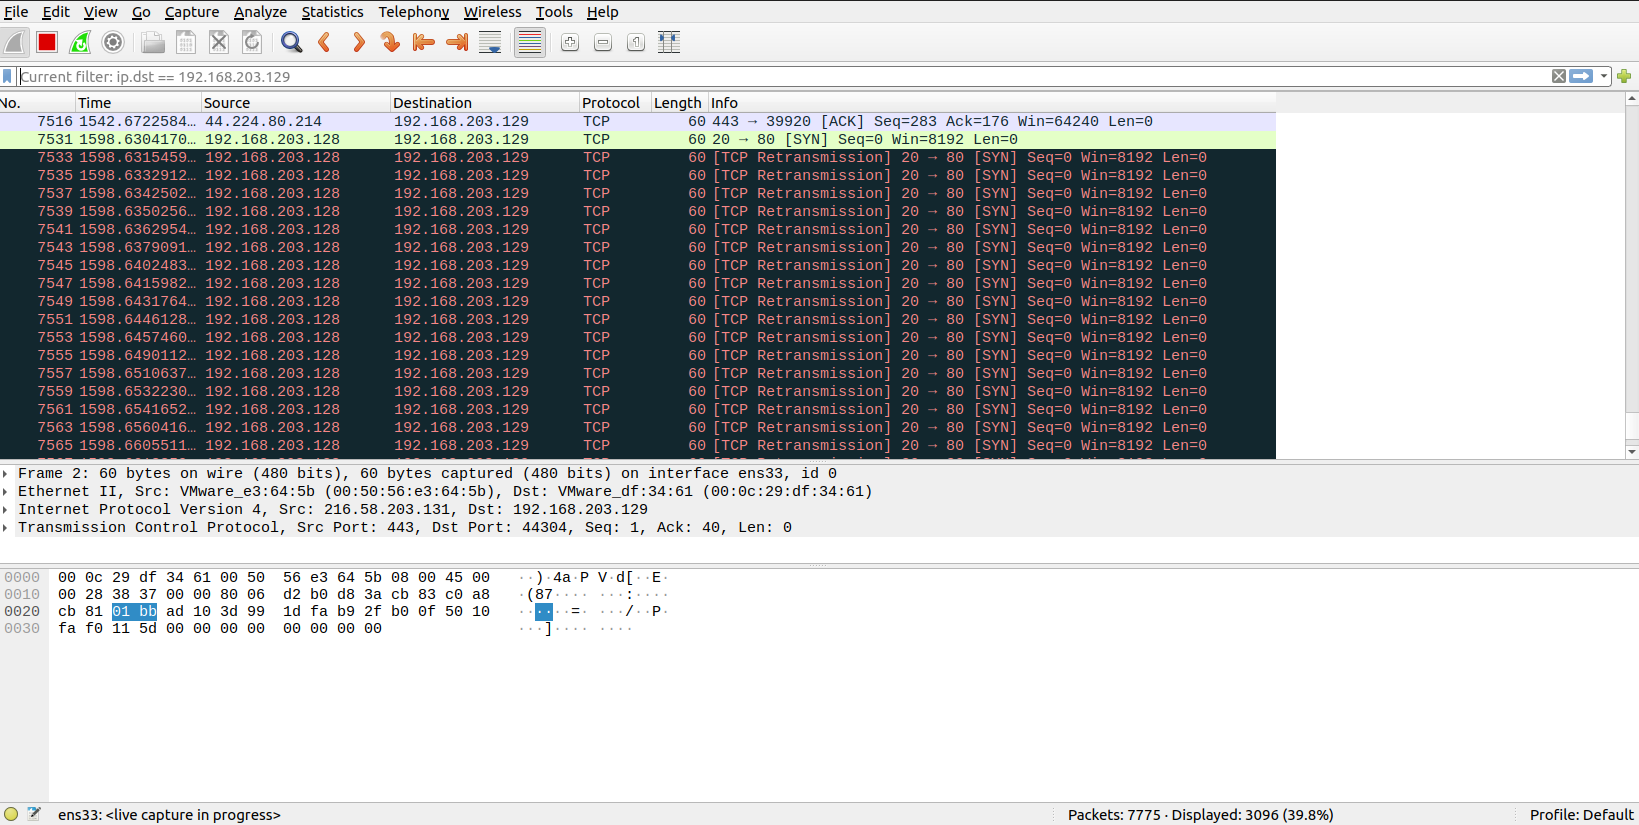 File Edit View Go Capture Analyze Statistics Telephony Wireless Tools Help
Current filter: ip.dst == 192.168.203.129
No. Time Source Destination Protocol Length Info
7516 1542.6722584… 44.224.80.214 192.168.203.129 TCP 60 443 → 39920 [ACK] Seq=283 Ack=176 Win=64240 Len=0
7531 1598.6304170… 192.168.203.128 192.168.203.129 TCP 60 20 → 80 [SYN] Seq=0 Win=8192 Len=0
7533 1598.6315459… 192.168.203.128 192.168.203.129 TCP 60 [TCP Retransmission] 20 → 80 [SYN] Seq=0 Win=8192 Len=0
7535 1598.6332912… 192.168.203.128 192.168.203.129 TCP 60 [TCP Retransmission] 20 → 80 [SYN] Seq=0 Win=8192 Len=0
7537 1598.6342502… 192.168.203.128 192.168.203.129 TCP 60 [TCP Retransmission] 20 → 80 [SYN] Seq=0 Win=8192 Len=0
7539 1598.6350256… 192.168.203.128 192.168.203.129 TCP 60 [TCP Retransmission] 20 → 80 [SYN] Seq=0 Win=8192 Len=0
7541 1598.6362954… 192.168.203.128 192.168.203.129 TCP 60 [TCP Retransmission] 20 → 80 [SYN] Seq=0 Win=8192 Len=0
7543 1598.6379091… 192.168.203.128 192.168.203.129 TCP 60 [TCP Retransmission] 20 → 80 [SYN] Seq=0 Win=8192 Len=0
7545 1598.6402483… 192.168.203.128 192.168.203.129 TCP 60 [TCP Retransmission] 20 → 80 [SYN] Seq=0 Win=8192 Len=0
7547 1598.6415982… 192.168.203.128 192.168.203.129 TCP 60 [TCP Retransmission] 20 → 80 [SYN] Seq=0 Win=8192 Len=0
7549 1598.6431764… 192.168.203.128 192.168.203.129 TCP 60 [TCP Retransmission] 20 → 80 [SYN] Seq=0 Win=8192 Len=0
7551 1598.6446128… 192.168.203.128 192.168.203.129 TCP 60 [TCP Retransmission] 20 → 80 [SYN] Seq=0 Win=8192 Len=0
7553 1598.6457460… 192.168.203.128 192.168.203.129 TCP 60 [TCP Retransmission] 20 → 80 [SYN] Seq=0 Win=8192 Len=0
7555 1598.6490112… 192.168.203.128 192.168.203.129 TCP 60 [TCP Retransmission] 20 → 80 [SYN] Seq=0 Win=8192 Len=0
7557 1598.6510637… 192.168.203.128 192.168.203.129 TCP 60 [TCP Retransmission] 20 → 80 [SYN] Seq=0 Win=8192 Len=0
7559 1598.6532230… 192.168.203.128 192.168.203.129 TCP 60 [TCP Retransmission] 20 → 80 [SYN] Seq=0 Win=8192 Len=0
7561 1598.6541652… 192.168.203.128 192.168.203.129 TCP 60 [TCP Retransmission] 20 → 80 [SYN] Seq=0 Win=8192 Len=0
7563 1598.6560416… 192.168.203.128 192.168.203.129 TCP 60 [TCP Retransmission] 20 → 80 [SYN] Seq=0 Win=8192 Len=0
7565 1598.6605511… 192.168.203.128 192.168.203.129 TCP 60 [TCP Retransmission] 20 → 80 [SYN] Seq=0 Win=8192 Len=0
Frame 2: 60 bytes on wire (480 bits), 60 bytes captured (480 bits) on interface ens33, id 0
Ethernet II, Src: VMware_e3:64:5b (00:50:56:e3:64:5b), Dst: VMware_df:34:61 (00:0c:29:df:34:61)
Internet Protocol Version 4, Src: 216.58.203.131, Dst: 192.168.203.129
Transmission Control Protocol, Src Port: 443, Dst Port: 44304, Seq: 1, Ack: 40, Len: 0
0000 00 0c 29 df 34 61 00 50 56 e3 64 5b 08 00 45 00 ··)·4a·P V·d[··E·
0010 00 28 38 37 00 00 80 06 d2 b0 d8 3a cb 83 c0 a8 ·(87···· ···:····
0020 cb 81 01 bb ad 10 3d 99 1d fa b9 2f b0 0f 50 10 ······=· ···/··P·
0030 fa f0 11 5d 00 00 00 00 00 00 00 00 ···]···· ····
ens33: <live capture in progress> Packets: 7775 · Displayed: 3096 (39.8%) Profile: Default